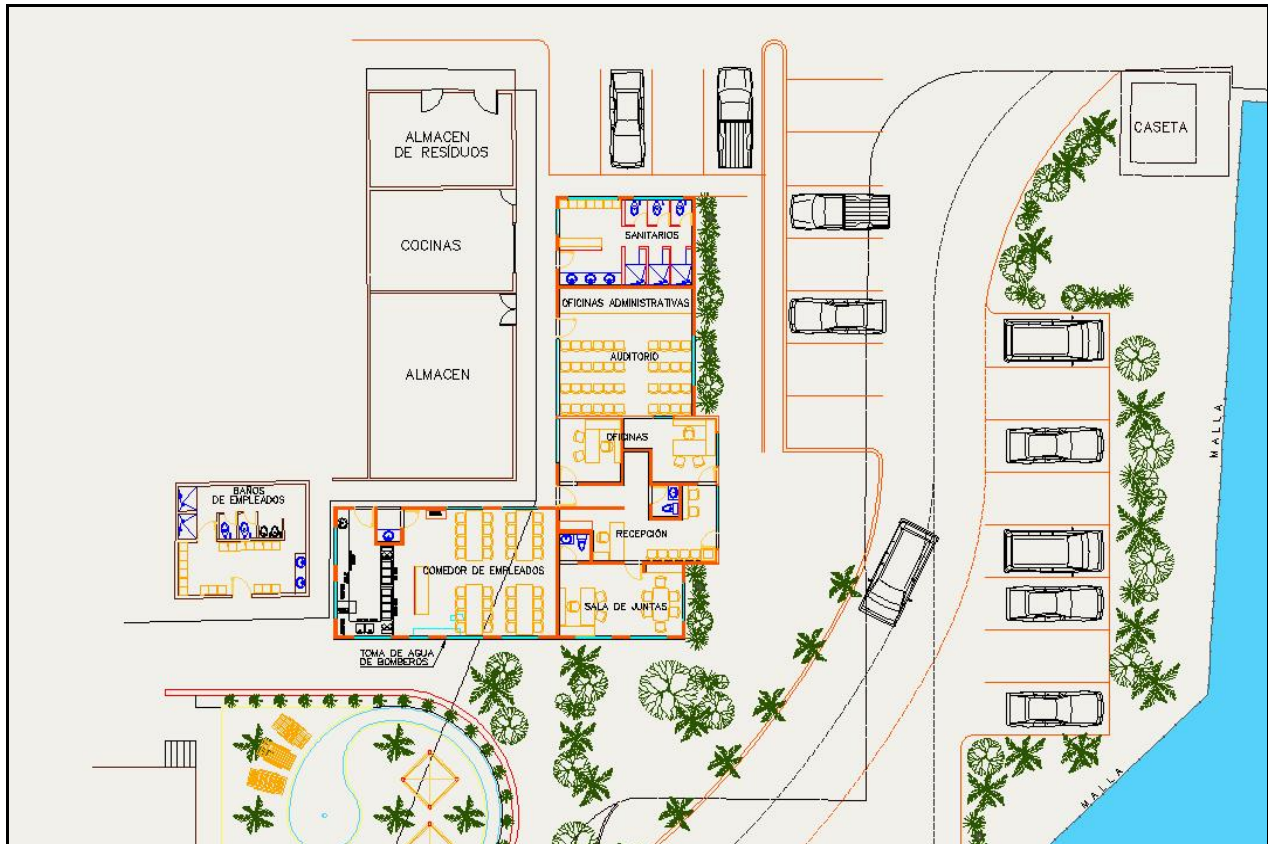 ALMACEN
DE RESÍDUOS
CASETA
SANITARIOS
COCINAS
OFICINAS ADMINISTRATIVAS
AUDITORIO
ALMACEN
MALLA
OFICINAS
BAÑOS
DE EMPLEADOS
RECEPCIÓN
COMEDOR DE EMPLEADOS
SALA DE JUNTAS
TOMA DE AGUA
DE BOMBEROS
MALLA